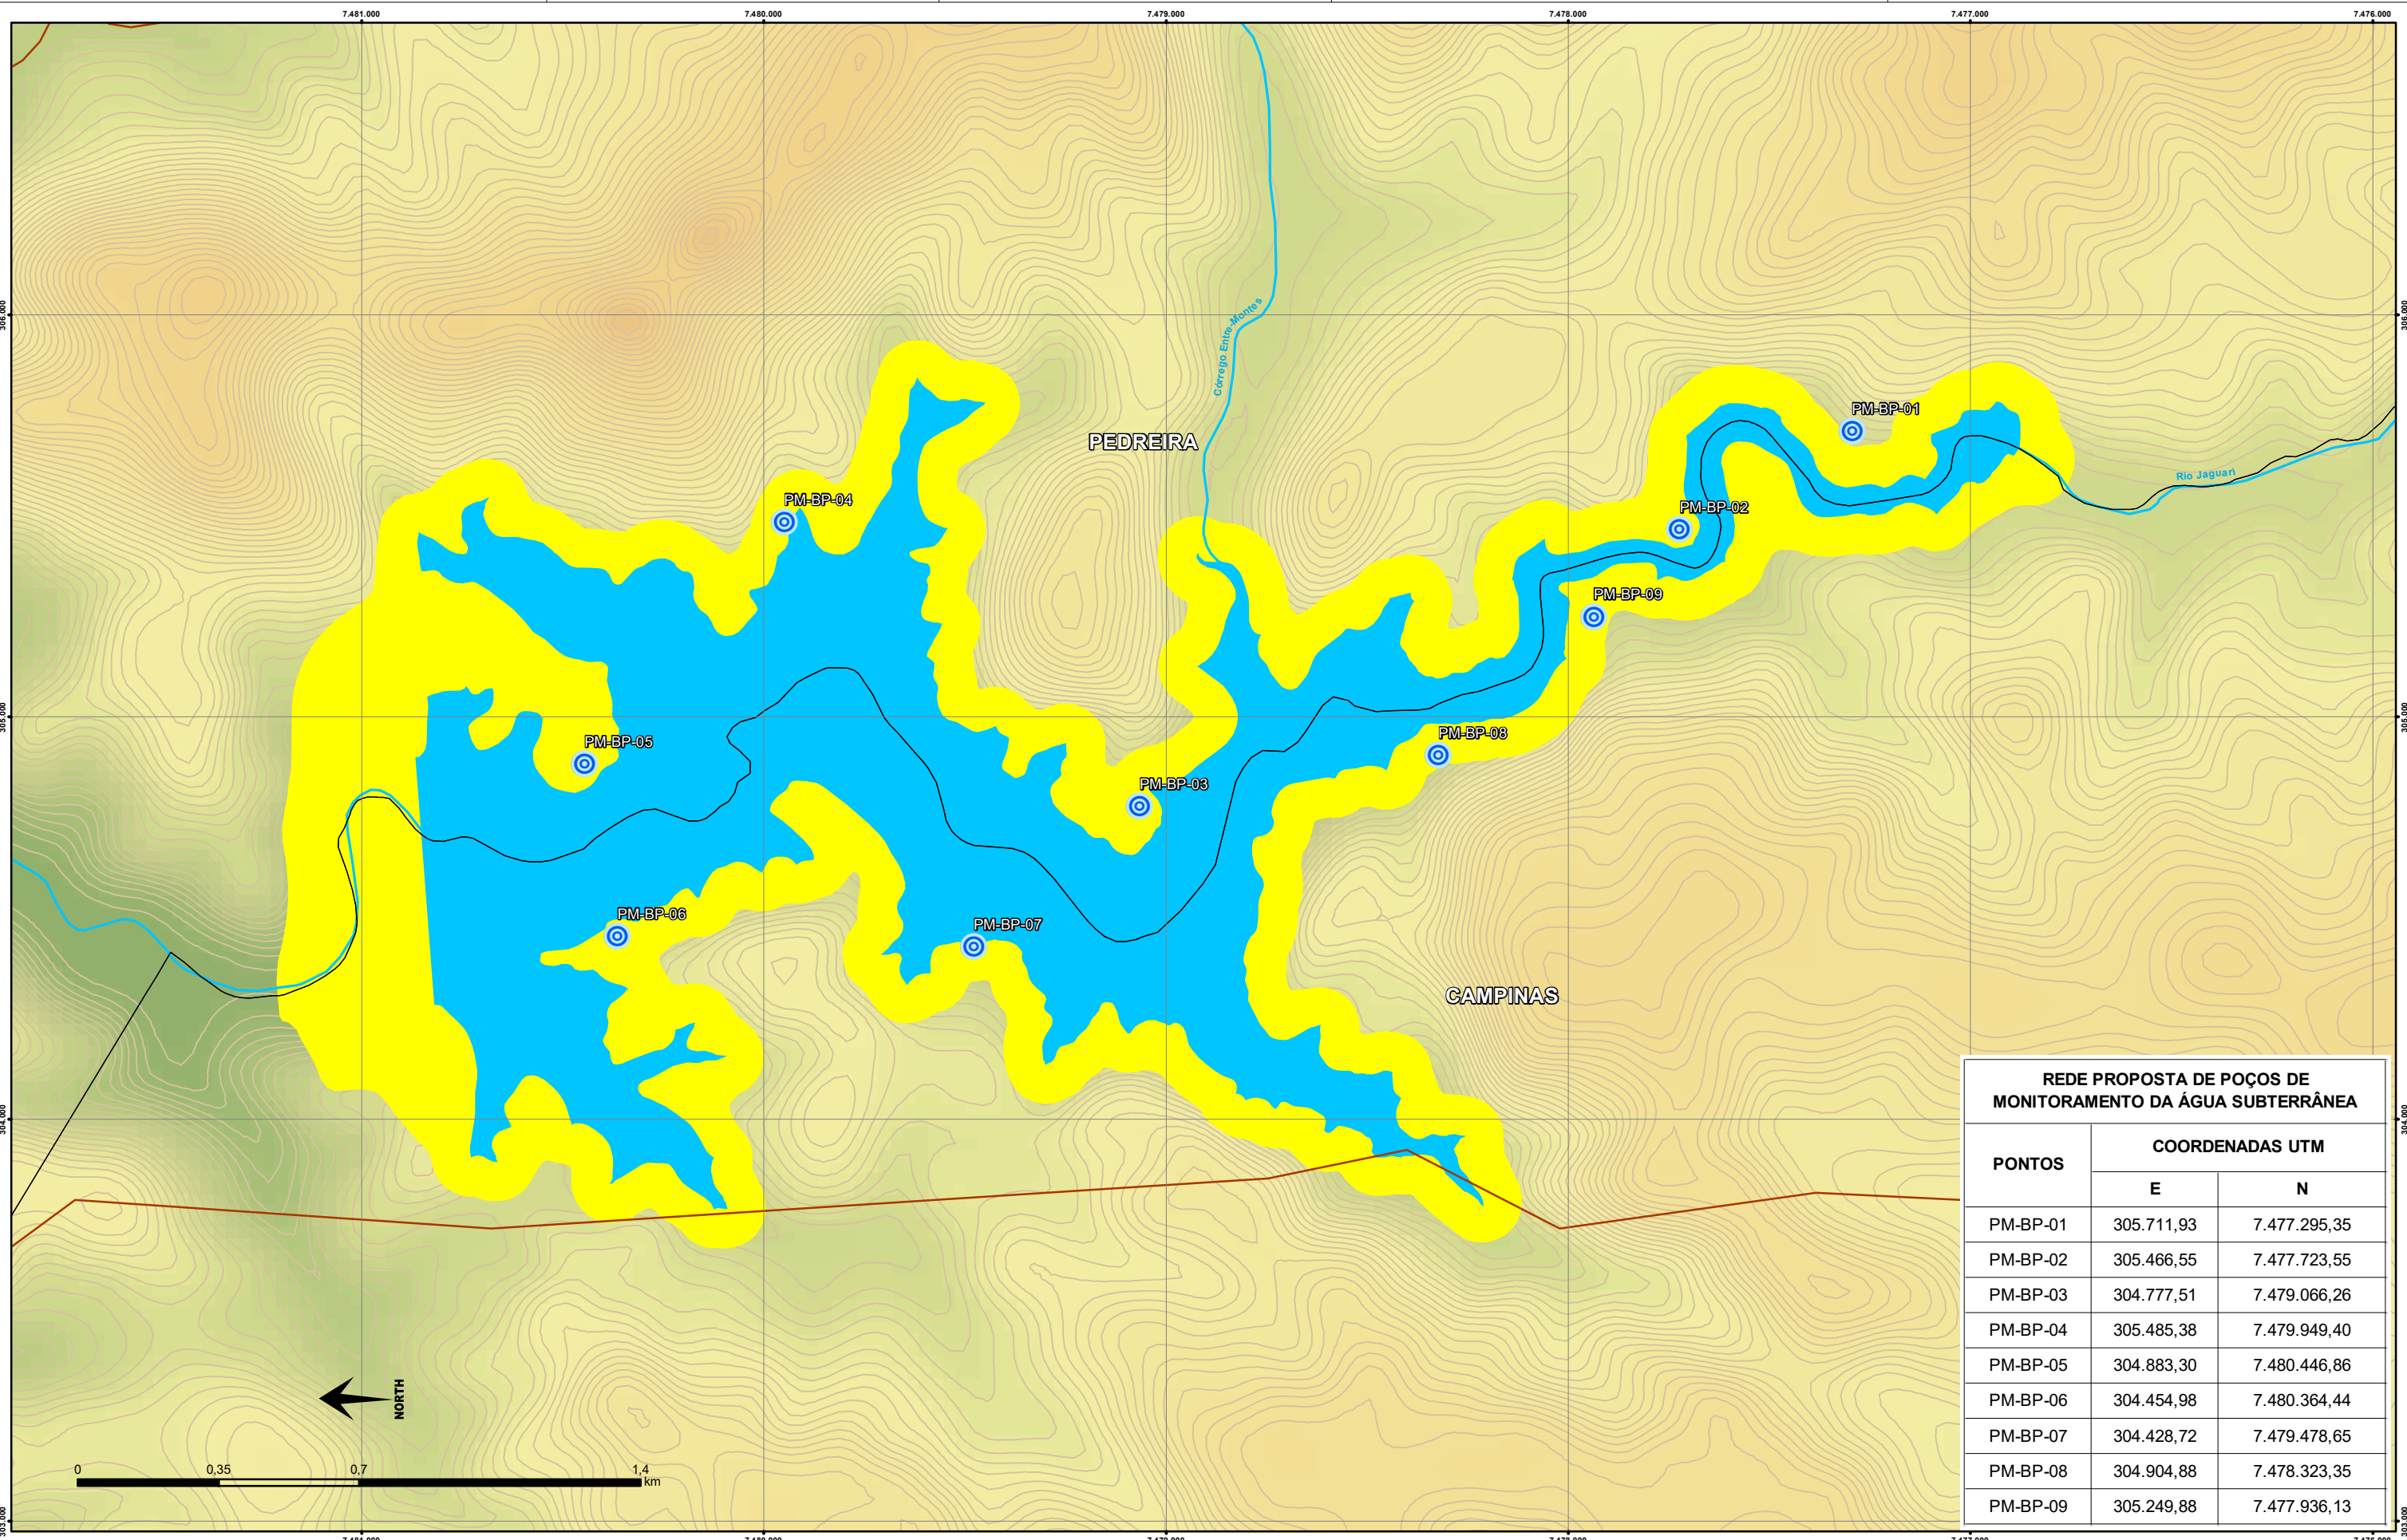 7.481.000
7.480.000
7.479.000
7.478.000
7.477.000
7.476.000
306.000
306.000
Córrego Entre-Montes
PM-BP-01
PEDREIRA
Rio Jaguari
PM-BP-04
PM-BP-02
PM-BP-09
305.000
305.000
PM-BP-05
PM-BP-08
PM-BP-03
PM-BP-06
PM-BP-07
CAMPINAS
304.000
304.000
REDE PROPOSTA DE POÇOS DE
MONITORAMENTO DA ÁGUA SUBTERRÂNEA
PONTOS
COORDENADAS UTM
E N
PM-BP-01 305.711,93 7.477.295,35
PM-BP-02 305.466,55 7.477.723,55
PM-BP-03 304.777,51 7.479.066,26
PM-BP-04 305.485,38 7.479.949,40
PM-BP-05 304.883,30 7.480.446,86
PM-BP-06 304.454,98 7.480.364,44
PM-BP-07 304.428,72 7.479.478,65
PM-BP-08 304.904,88 7.478.323,35
PM-BP-09 305.249,88 7.477.936,13
NORTH
0 0,35 0,7 1,4
km
303.000